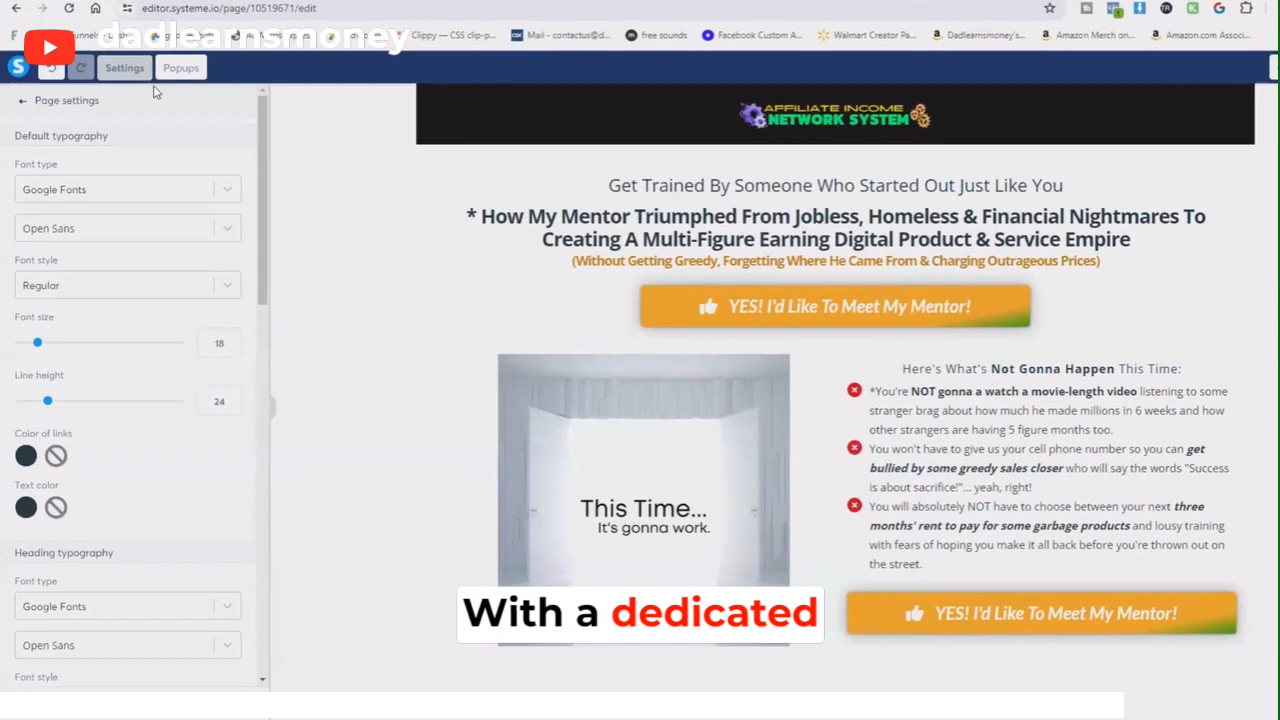 editor.systeme.io/page/10519671/edit
dadlearnsmoney
Clippy — CSS clip-p...
Mail - contactus@d...
free sounds
Facebook Custom A...
Walmart Creator Pa...
Dadlearnsmoney's...
Amazon Merch on...
Amazon.com Associ...
S
Settings
Popups
Page settings
Default typography
Font type
Google Fonts
Open Sans
Font style
Regular
Font size
18
Line height
24
Color of links
Text color
Heading typography
Font type
Google Fonts
Open Sans
Font style
AFFILIATE INCOME
NETWORK SYSTEM
Get Trained By Someone Who Started Out Just Like You
* How My Mentor Triumphed From Jobless, Homeless & Financial Nightmares To
Creating A Multi-Figure Earning Digital Product & Service Empire
(Without Getting Greedy, Forgetting Where He Came From & Charging Outrageous Prices)
YES! I'd Like To Meet My Mentor!
This Time...
It's gonna work.
Here's What's Not Gonna Happen This Time:
*You're NOT gonna a watch a movie-length video listening to some
stranger brag about how much he made millions in 6 weeks and how
other strangers are having 5 figure months too.
You won't have to give us your cell phone number so you can get
bullied by some greedy sales closer who will say the words "Success
is about sacrifice!"... yeah, right!
You will absolutely NOT have to choose between your next three
months' rent to pay for some garbage products and lousy training
with fears of hoping you make it all back before you're thrown out on
the street.
YES! I'd Like To Meet My Mentor!
With a dedicated